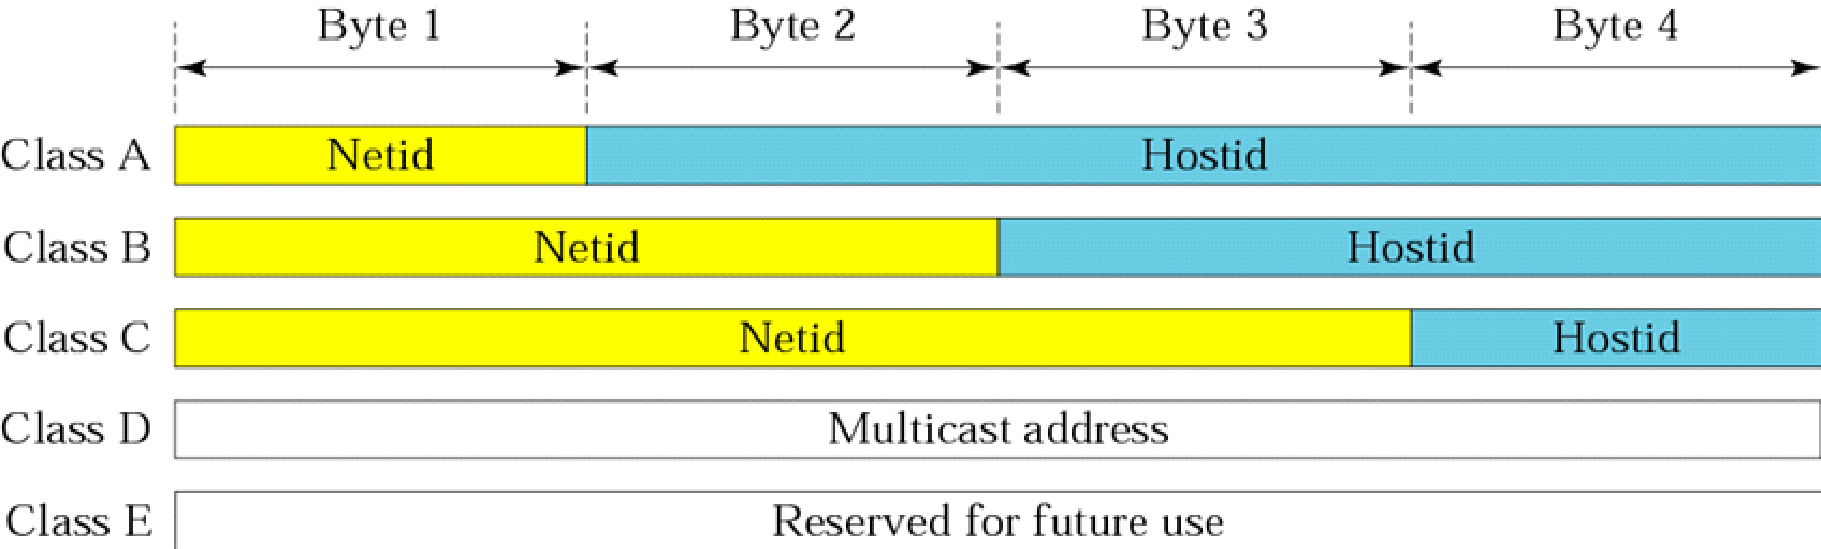 Byte 1 Byte 2 Byte 3 Byte 4
Class A Netid Hostid
Class B Netid Hostid
Class C Netid Hostid
Class D Multicast address
Class E Reserved for future use